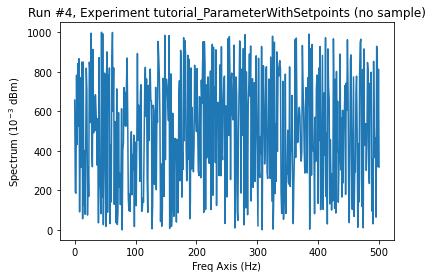 Run #4, Experiment tutorial_ParameterWithSetpoints (no sample)
Spectrum (10⁻³ dBm)
1000
800
600
400
200
0
0 100 200 300 400 500
Freq Axis (Hz)